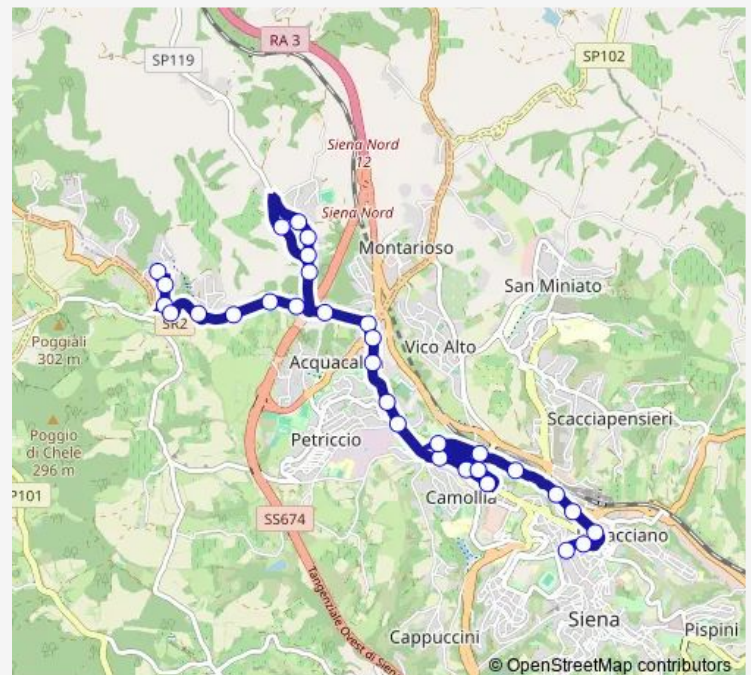 RA 3
SP119
SP102
Siena Nord
12
Siena Nord
Montarioso
San Miniato
SR2
Poggiali
302 m
Vico Alto
Acquacal
Scacciapensieri
Poggio
di Chele
296 m
Petriccio
P101
Camollia
SS674
acciano
Tangenziale Ovest di Sien
Siena
Pispini
Cappuccini
© OpenStreetMap contributors